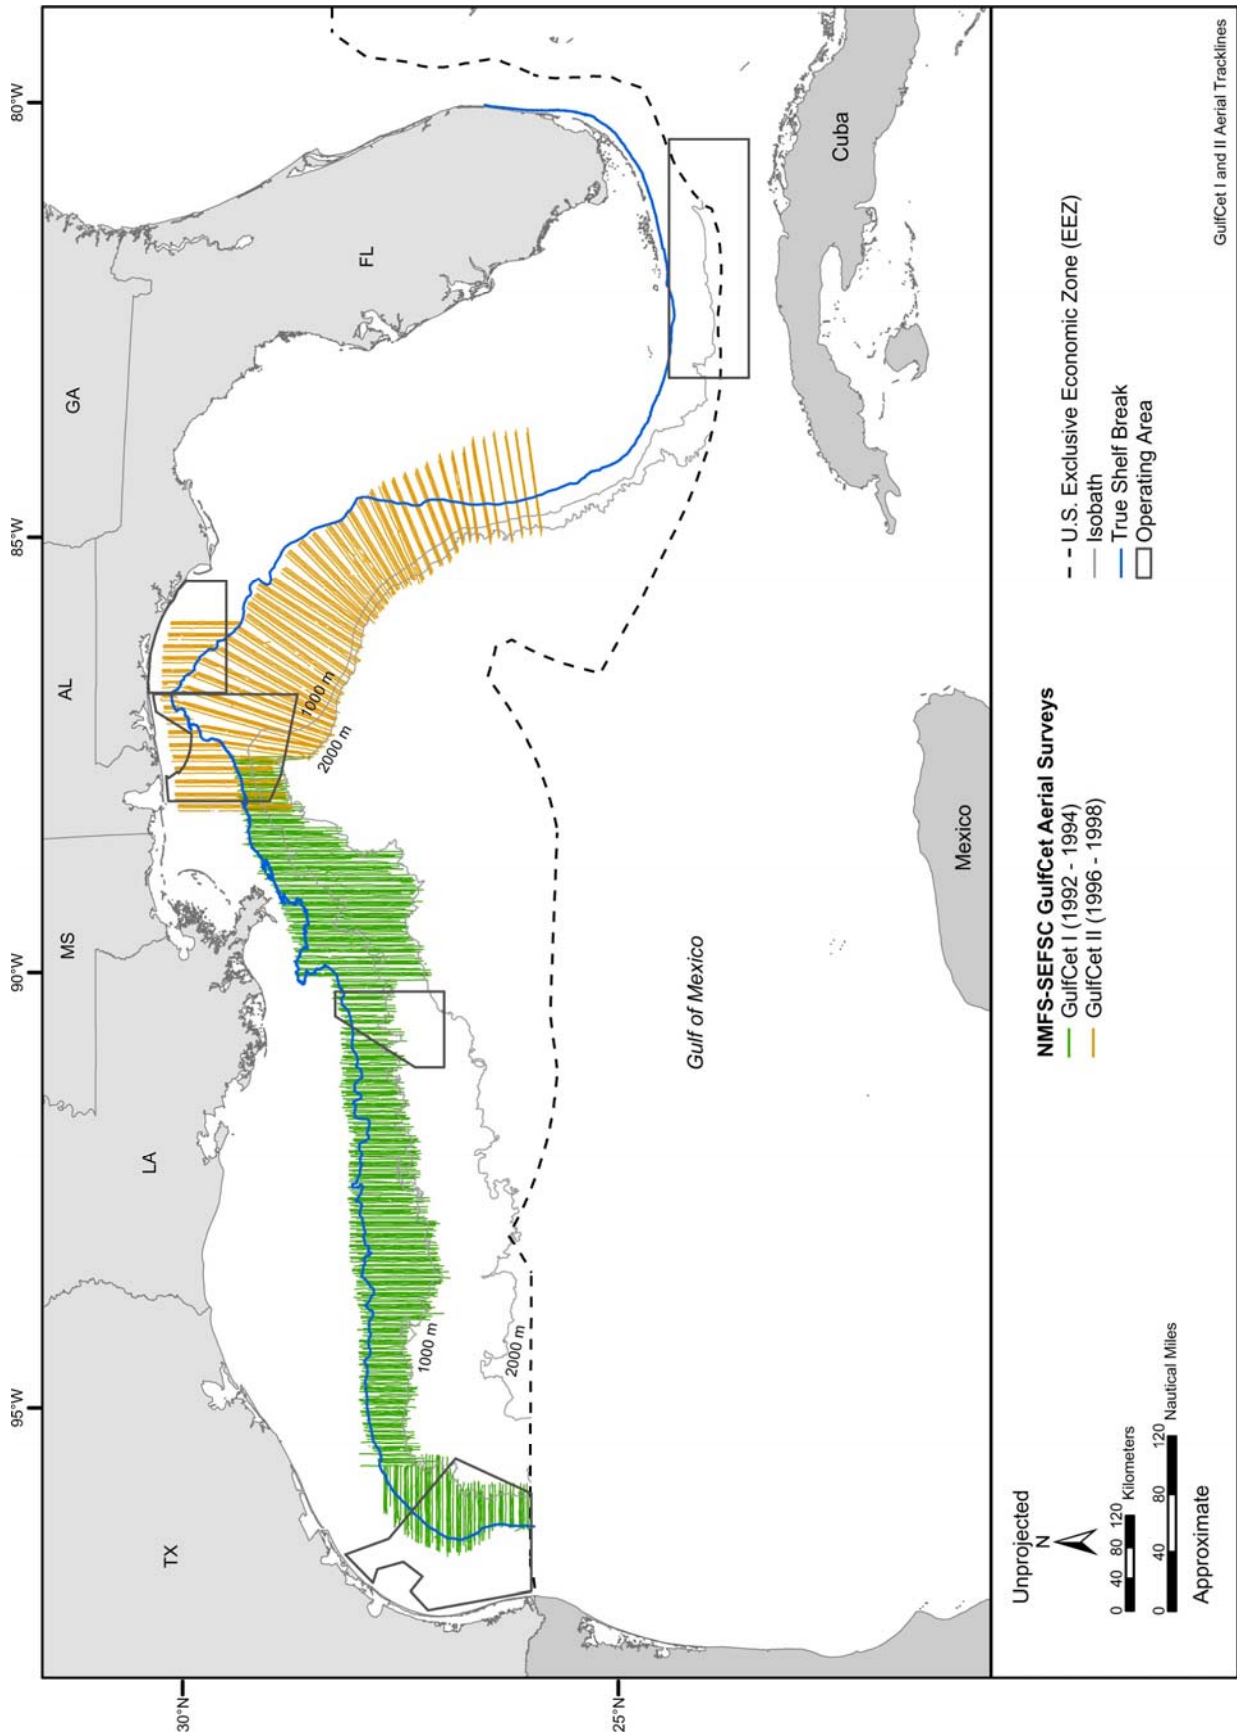 95°W
90°W
85°W
80°W
30°N
25°N
TX
LA
MS
AL
GA
FL
1000 m
2000 m
1000 m
2000 m
Gulf of Mexico
Mexico
Cuba
Unprojected
N
0 40 80 120
Kilometers
0 40 80 120
Nautical Miles
Approximate
NMFS-SEFSC GulfCet Aerial Surveys
GulfCet I (1992 - 1994)
GulfCet II (1996 - 1998)
U.S. Exclusive Economic Zone (EEZ)
Isobath
True Shelf Break
Operating Area
GulfCet I and II Aerial Tracklines